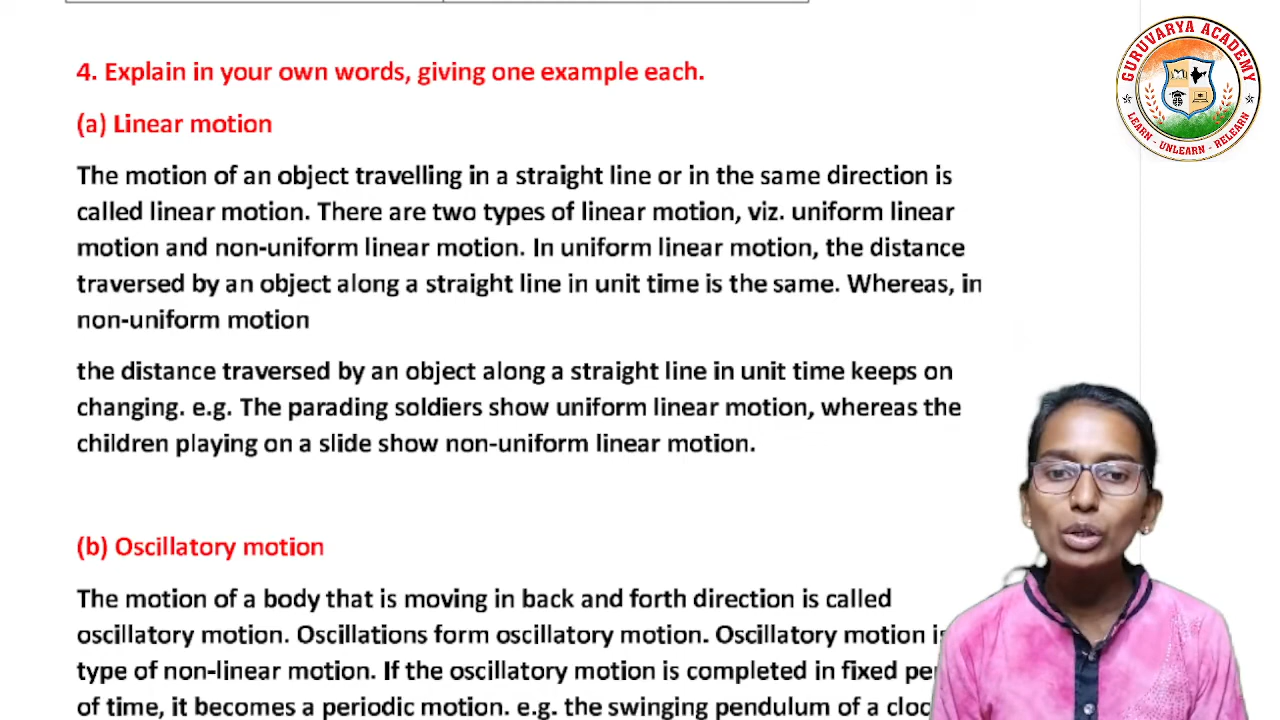 4. Explain in your own words, giving one example each.
(a) Linear motion
The motion of an object travelling in a straight line or in the same direction is
called linear motion. There are two types of linear motion, viz. uniform linear
motion and non-uniform linear motion. In uniform linear motion, the distance
traversed by an object along a straight line in unit time is the same. Whereas, in
non-uniform motion
the distance traversed by an object along a straight line in unit time keeps on
changing. e.g. The parading soldiers show uniform linear motion, whereas the
children playing on a slide show non-uniform linear motion.
(b) Oscillatory motion
The motion of a body that is moving in back and forth direction is called
oscillatory motion. Oscillations form oscillatory motion. Oscillatory motion
type of non-linear motion. If the oscillatory motion is completed in fixed
of time, it becomes a periodic motion. e.g. the swinging pendulum of a
GURUVARYA ACADEMY
LEARN - UNLEARN - RELEARN